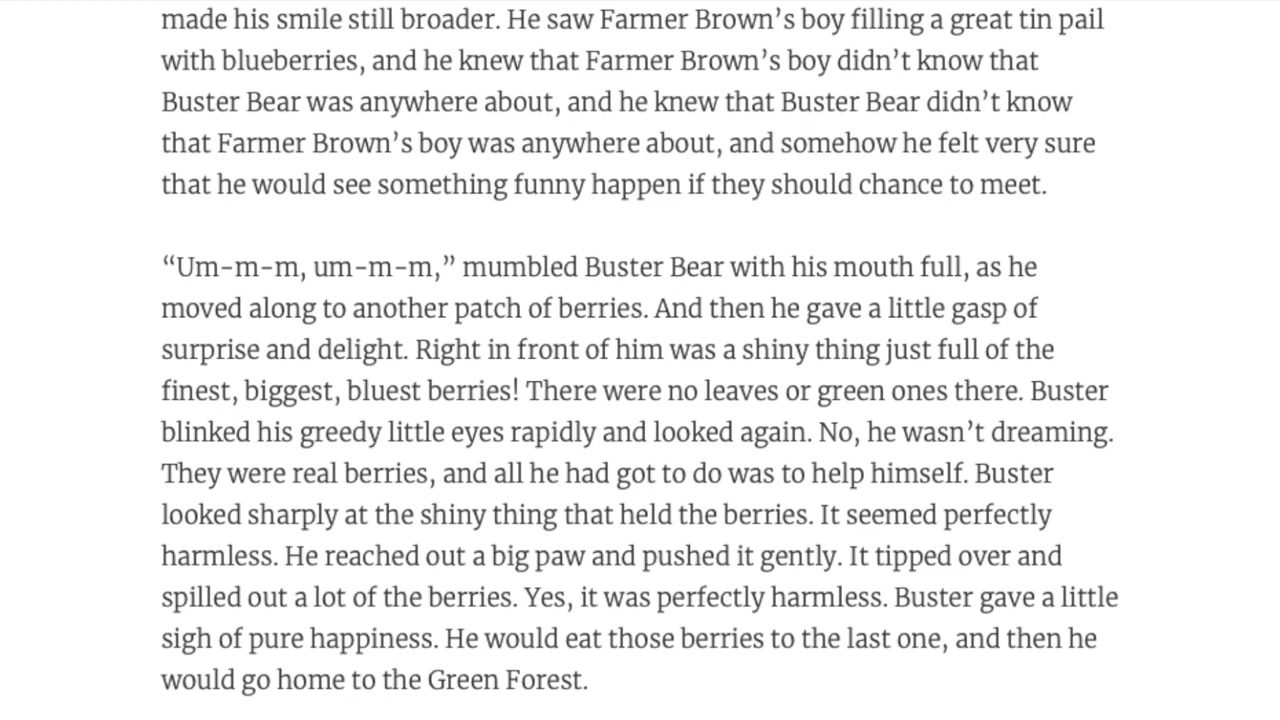 made his smile still broader. He saw Farmer Brown’s boy filling a great tin pail
with blueberries, and he knew that Farmer Brown’s boy didn’t know that
Buster Bear was anywhere about, and he knew that Buster Bear didn’t know
that Farmer Brown’s boy was anywhere about, and somehow he felt very sure
that he would see something funny happen if they should chance to meet.
“Um-m-m, um-m-m,” mumbled Buster Bear with his mouth full, as he
moved along to another patch of berries. And then he gave a little gasp of
surprise and delight. Right in front of him was a shiny thing just full of the
finest, biggest, bluest berries! There were no leaves or green ones there. Buster
blinked his greedy little eyes rapidly and looked again. No, he wasn’t dreaming.
They were real berries, and all he had got to do was to help himself. Buster
looked sharply at the shiny thing that held the berries. It seemed perfectly
harmless. He reached out a big paw and pushed it gently. It tipped over and
spilled out a lot of the berries. Yes, it was perfectly harmless. Buster gave a little
sigh of pure happiness. He would eat those berries to the last one, and then he
would go home to the Green Forest.